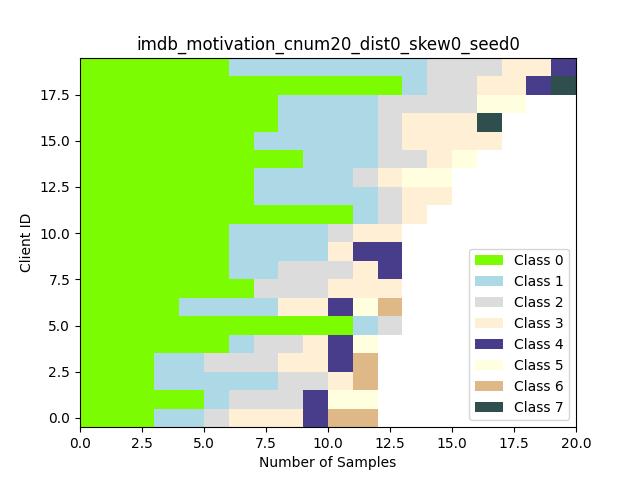 imdb_motivation_cnum20_dist0_skew0_seed0
Client ID
17.5
15.0
12.5
10.0
7.5
5.0
2.5
0.0
Class 0
Class 1
Class 2
Class 3
Class 4
Class 5
Class 6
Class 7
0.0 2.5 5.0 7.5 10.0 12.5 15.0 17.5 20.0
Number of Samples